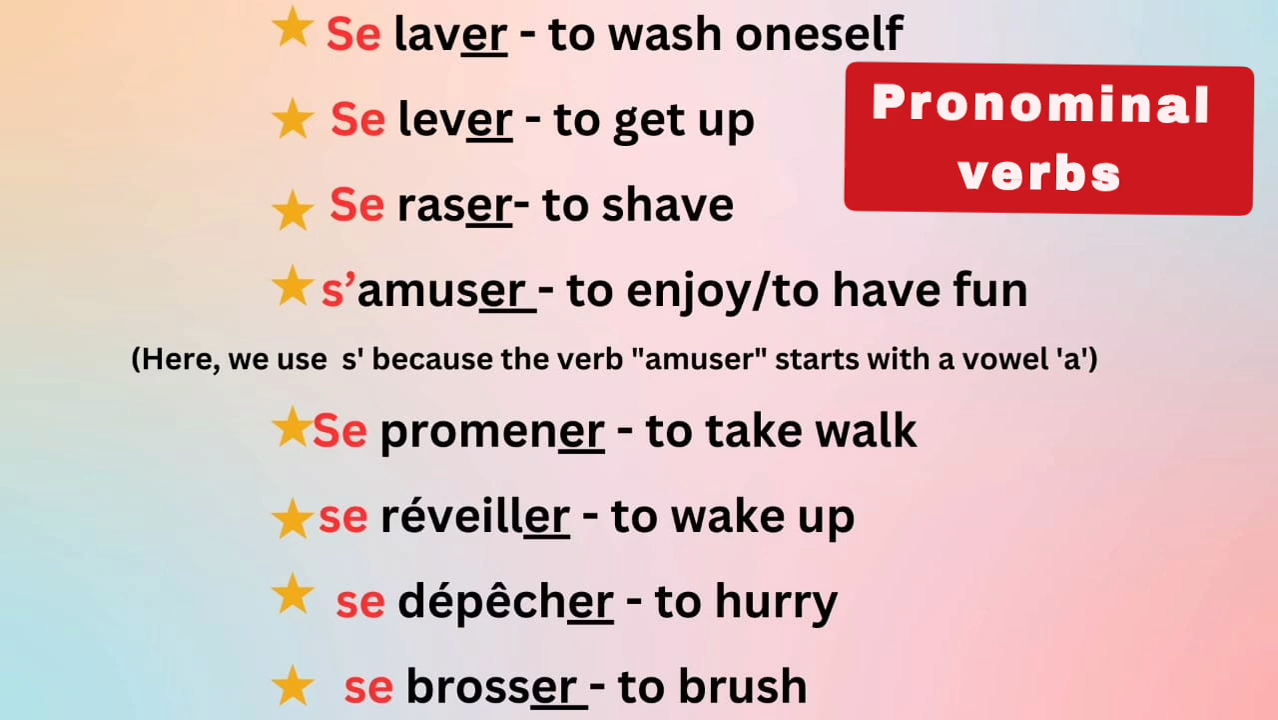 Se laver - to wash oneself
Pronominal
verbs
Se lever - to get up
Se raser- to shave
s’amuser - to enjoy/to have fun
(Here, we use  s' because the verb "amuser" starts with a vowel 'a')
Se promener - to take walk
se réveiller - to wake up
se dépêcher - to hurry
se brosser - to brush